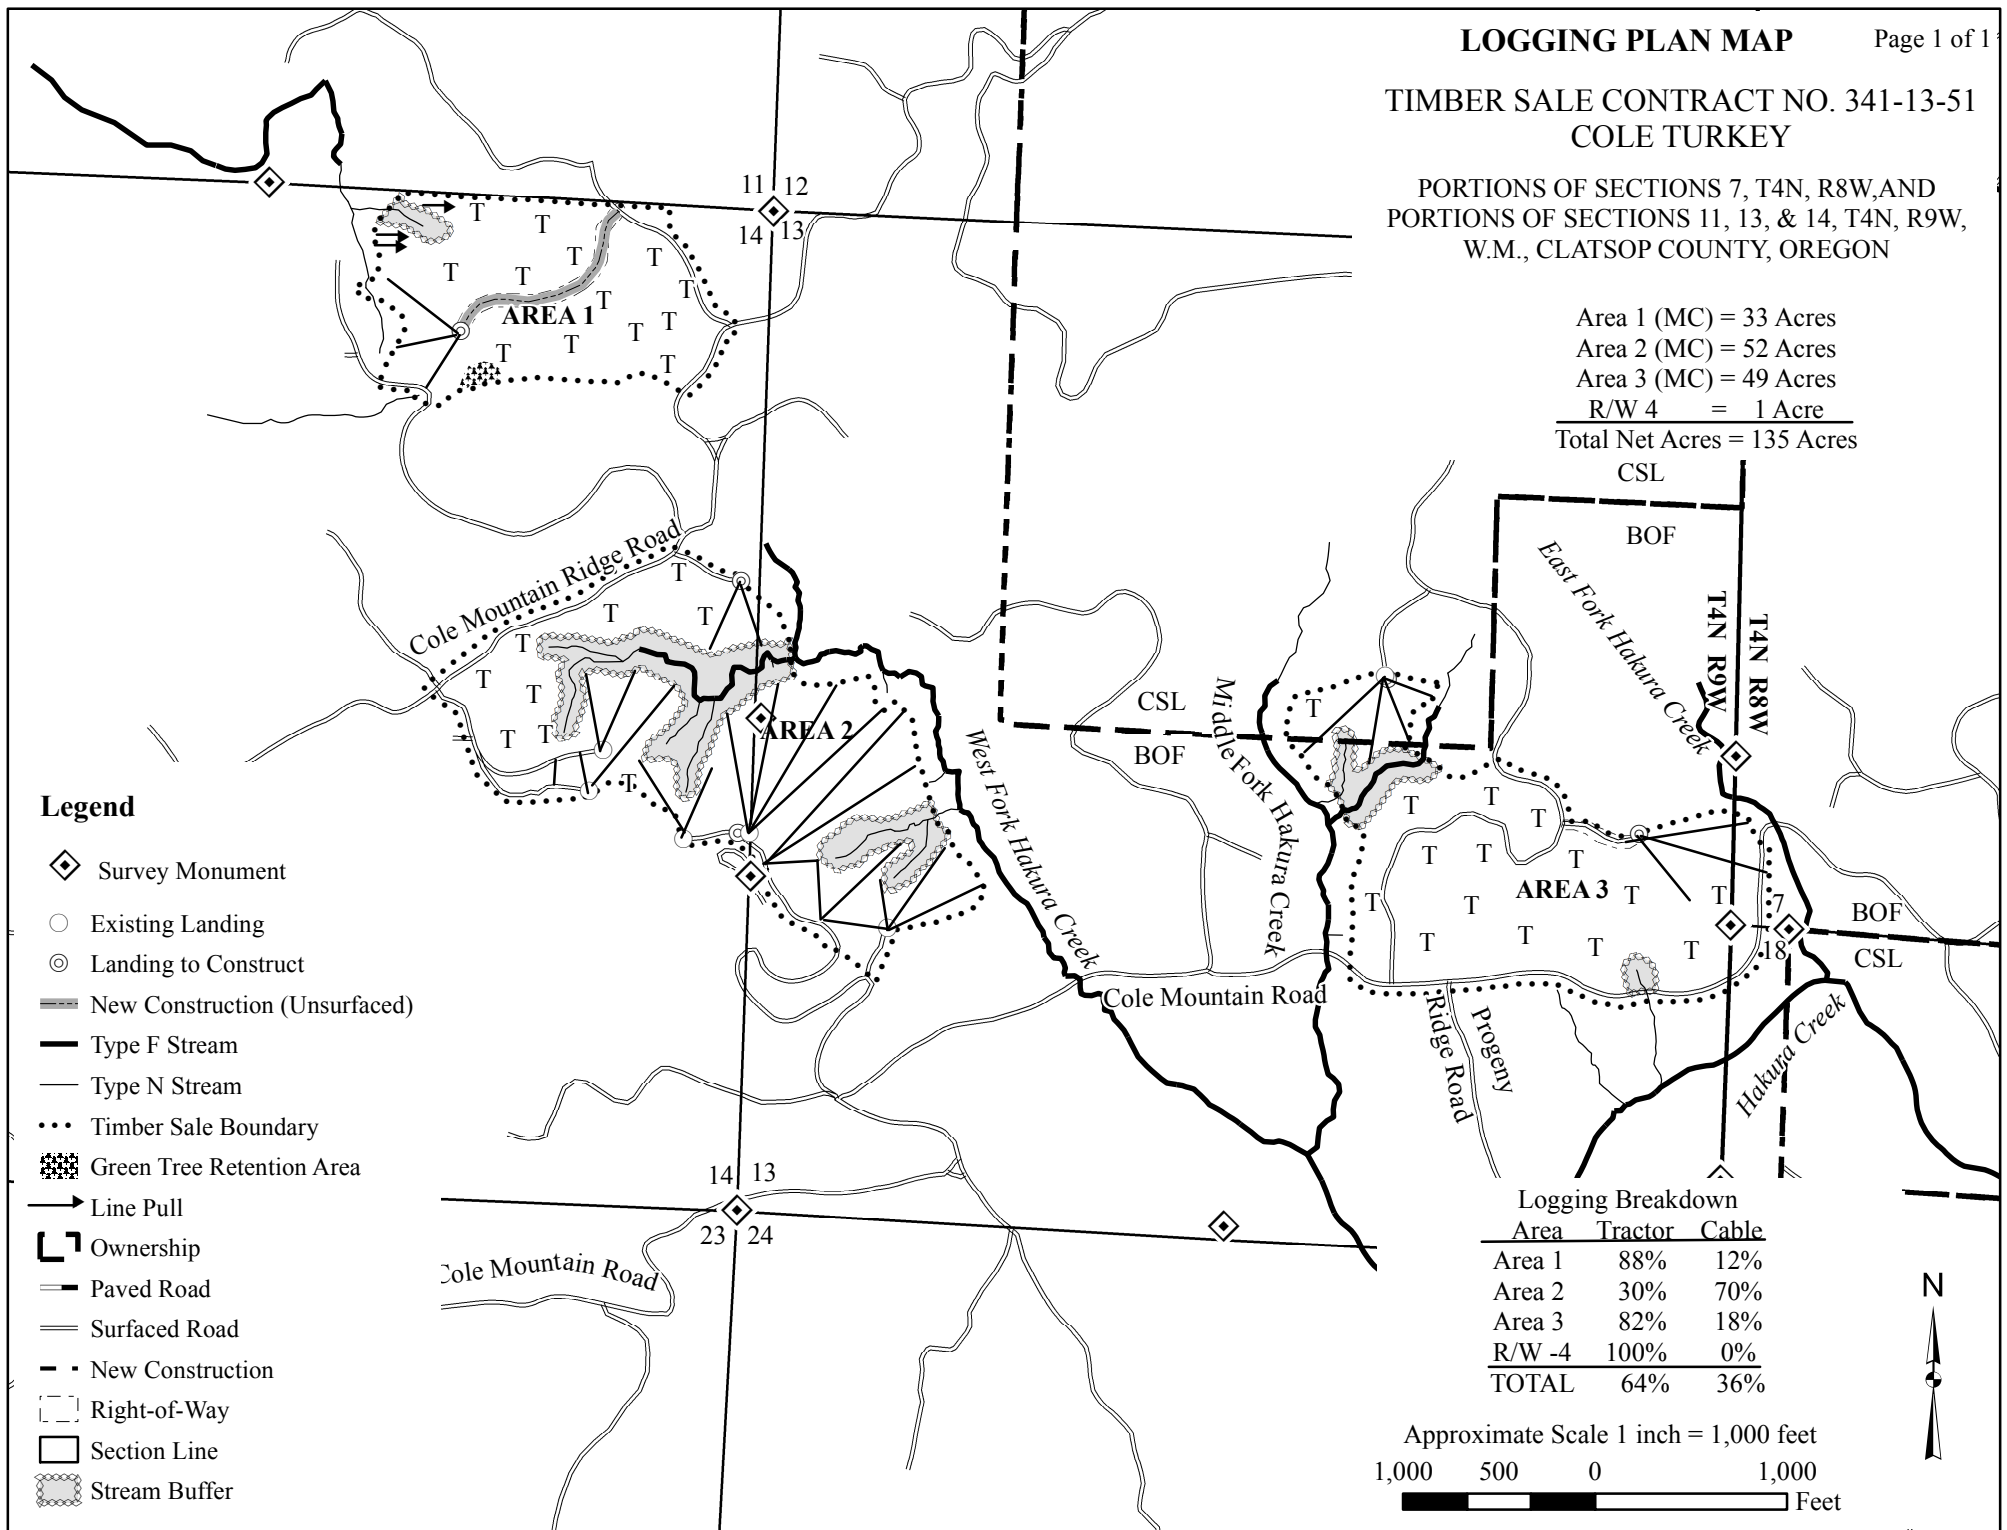 LOGGING PLAN MAP
Page 1 of 1
TIMBER SALE CONTRACT NO. 341-13-51
COLE TURKEY
PORTIONS OF SECTIONS 7, T4N, R8W,AND
PORTIONS OF SECTIONS 11, 13, & 14, T4N, R9W,
W.M., CLATSOP COUNTY, OREGON
Area 1 (MC) = 33 Acres
Area 2 (MC) = 52 Acres
Area 3 (MC) = 49 Acres
R/W 4 = 1 Acre
Total Net Acres = 135 Acres
CSL
BOF
11 12
14 13
T T
T T
T T T
T T
AREA 1
T T T
T T
Cole Mountain Ridge Road
T
T T
T
T T
T T
T
AREA 2
West Fork Hakura Creek
CSL
BOF
Middle Fork Hakura Creek
East Fork Hakura Creek
T4N R9W
T4N R8W
T
T T
T
T T T
AREA 3
T T T T
T T T T
7
18
BOF
CSL
Cole Mountain Road
Progeny
Ridge Road
Hakura Creek
14 13
23 24
Cole Mountain Road
Legend
Survey Monument
Existing Landing
Landing to Construct
New Construction (Unsurfaced)
Type F Stream
Type N Stream
Timber Sale Boundary
Green Tree Retention Area
Line Pull
Ownership
Paved Road
Surfaced Road
New Construction
Right-of-Way
Section Line
Stream Buffer
Logging Breakdown
Area Tractor Cable
Area 1 88% 12%
Area 2 30% 70%
Area 3 82% 18%
R/W -4 100% 0%
TOTAL 64% 36%
N
Approximate Scale 1 inch = 1,000 feet
1,000 500 0 1,000
Feet